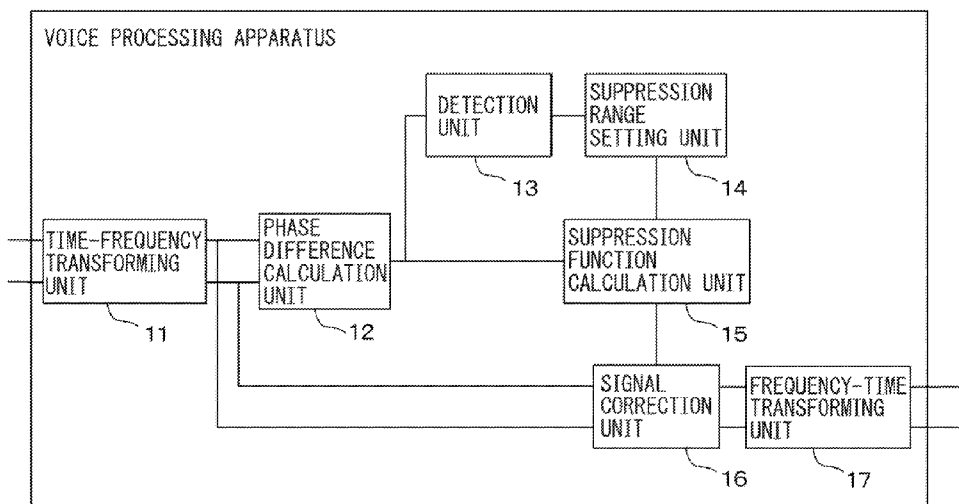 VOICE PROCESSING APPARATUS
DETECTION
UNIT
13
SUPPRESSION
RANGE
SETTING UNIT
14
TIME-FREQUENCY
TRANSFORMING
UNIT
11
PHASE
DIFFERENCE
CALCULATION
UNIT
12
SUPPRESSION
FUNCTION
CALCULATION UNIT
15
SIGNAL
CORRECTION
UNIT
16
FREQUENCY-TIME
TRANSFORMING
UNIT
17